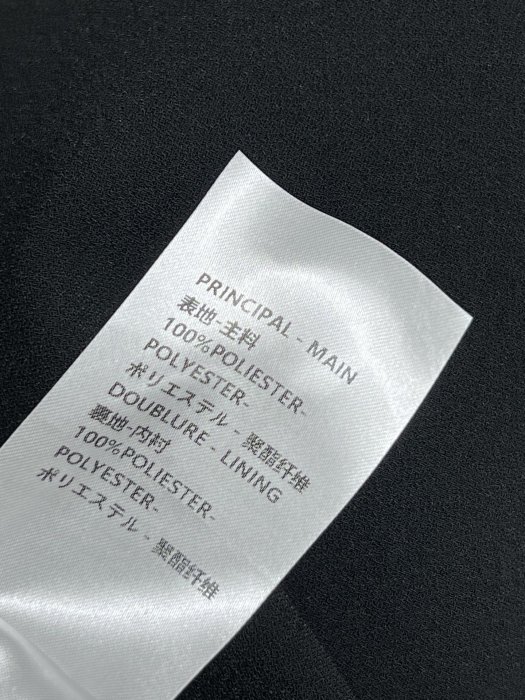 PRINCIPAL - MAIN
表地-主料
100%POLIESTER-
POLYESTER-
ポリエステル - 聚酯纤维
DOUBLURE - LINING
裏地-内衬
100%POLIESTER-
POLYESTER-
ポリエステル - 聚酯纤维